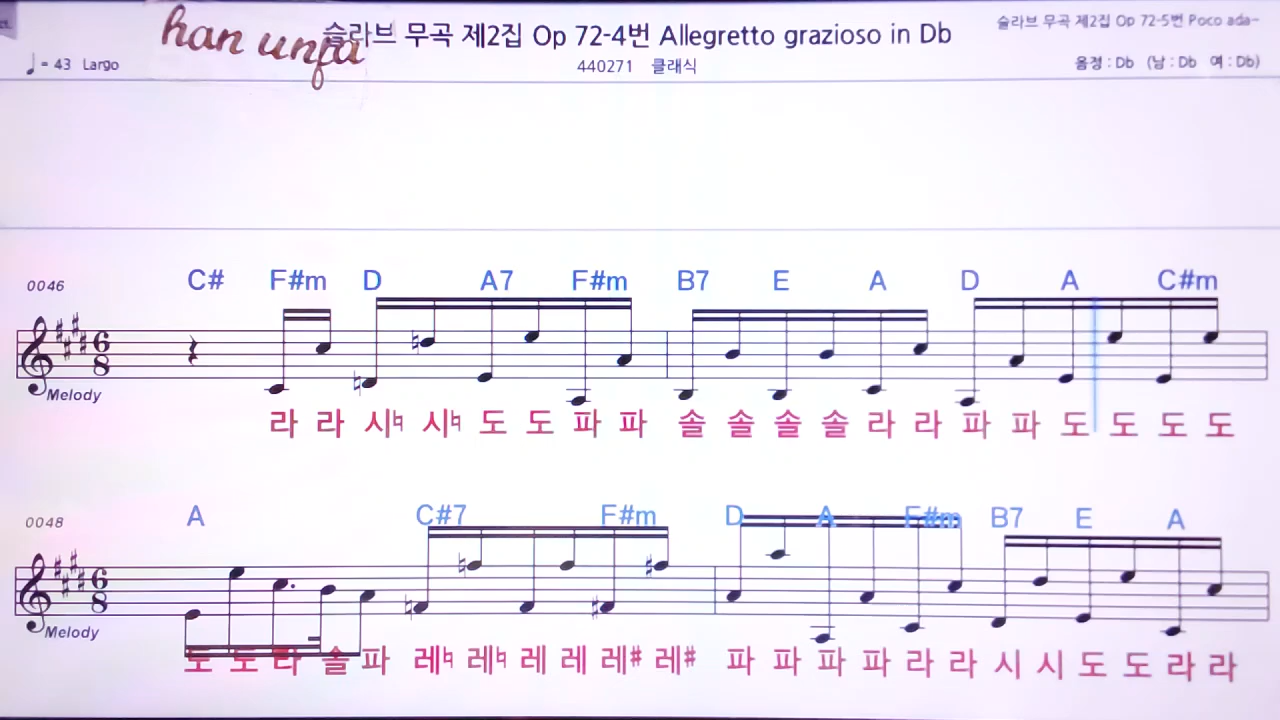 han unfa
슬라브 무곡 제2집 Op 72-4번 Allegretto grazioso in Db
슬라브 무곡 제2집 Op 72-5번 Poco ada-
♩= 43 Largo
440271 클래식
음정 : Db (남 : Db 여 : Db)
C# F#m D A7 F#m B7 E A D A C#m
0046
6 8
Melody
라 라 시♮ 시♮ 도 도 파 파 솔 솔 솔 솔 라 라 파 파 도 도 도 도
A C#7 F#m D A F#m B7 E A
0048
6 8
Melody
도 도 라 솔 파 레♮ 레♮ 레 레 레# 레# 파 파 파 파 라 라 시 시 도 도 라 라